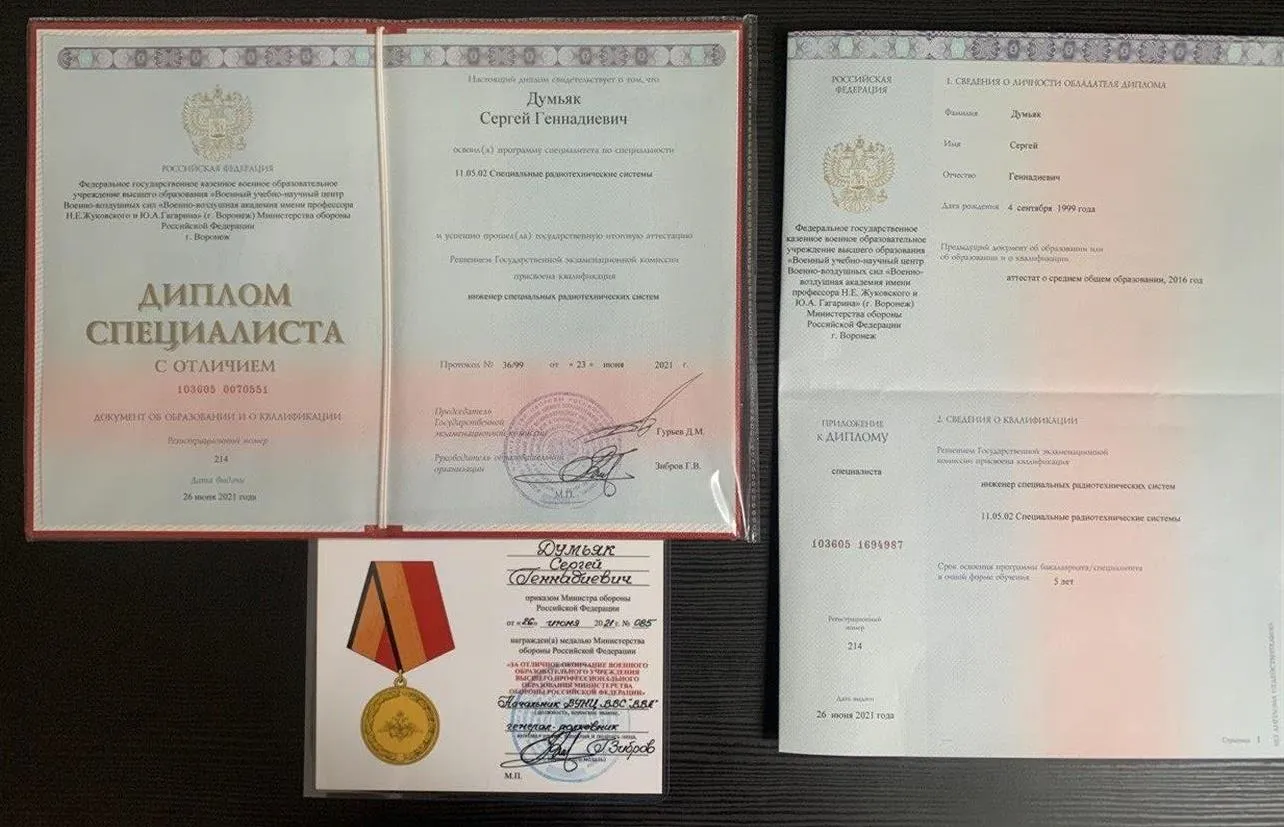 РОССИЙСКАЯ ФЕДЕРАЦИЯ
Федеральное государственное казенное военное образовательное
учреждение высшего образования «Военный учебно-научный центр
Военно-воздушных сил «Военно-воздушная академия имени профессора
Н.Е.Жуковского и Ю.А.Гагарина» (г. Воронеж) Министерства обороны
Российской Федерации
г. Воронеж
ДИПЛОМ
СПЕЦИАЛИСТА
С ОТЛИЧИЕМ
103605 0070551
ДОКУМЕНТ ОБ ОБРАЗОВАНИИ И О КВАЛИФИКАЦИИ
Регистрационный номер
214
Дата выдачи
26 июня 2021 года
Настоящий диплом свидетельствует о том, что
Думьяк
Сергей Геннадиевич
освоил(а) программу специалитета по специальности
11.05.02 Специальные радиотехнические системы
и успешно прошел(ла) государственную итоговую аттестацию
Решением Государственной экзаменационной комиссии
присвоена квалификация
инженер специальных радиотехнических систем
Протокол № 36/99 от « 23 » июня 2021 г.
Председатель
Государственной
экзаменационной комиссии
Гурьев Д.М.
Руководитель образовательной
организации
Зибров Г.В.
М.П.
Думьяк
Сергей
Геннадиевич
приказом Министра обороны
Российской Федерации
от «26» июня 2021 г. № 085
награжден(а) медалью Министерства
обороны Российской Федерации
«ЗА ОТЛИЧНОЕ ОКОНЧАНИЕ ВОЕННОГО
ОБРАЗОВАТЕЛЬНОГО УЧРЕЖДЕНИЯ
ВЫСШЕГО ПРОФЕССИОНАЛЬНОГО
ОБРАЗОВАНИЯ МИНИСТЕРСТВА
ОБОРОНЫ РОССИЙСКОЙ ФЕДЕРАЦИИ»
Начальник ВУНЦ ВВС "ВВА"
генерал-полковник
Г.Зибров
М.П.
РОССИЙСКАЯ
ФЕДЕРАЦИЯ
Федеральное государственное
казенное военное образовательное
учреждение высшего образования
«Военный учебно-научный центр
Военно-воздушных сил «Военно-
воздушная академия имени
профессора Н.Е. Жуковского и
Ю.А. Гагарина» (г. Воронеж)
Министерства обороны
Российской Федерации
г. Воронеж
ПРИЛОЖЕНИЕ
к ДИПЛОМУ
специалиста
103605 1694987
Регистрационный
номер
214
Дата выдачи
26 июня 2021 года
1. СВЕДЕНИЯ О ЛИЧНОСТИ ОБЛАДАТЕЛЯ ДИПЛОМА
Фамилия Думьяк
Имя Сергей
Отчество Геннадиевич
Дата рождения 4 сентября 1999 года
Предыдущий документ об образовании или
об образовании и о квалификации
аттестат о среднем общем образовании, 2016 год
2. СВЕДЕНИЯ О КВАЛИФИКАЦИИ
Решением Государственной экзаменационной
комиссии присвоена квалификация
инженер специальных радиотехнических систем
11.05.02 Специальные радиотехнические системы
Срок освоения программы бакалавриата/специалитета
в очной форме обучения 5 лет
Страница 1